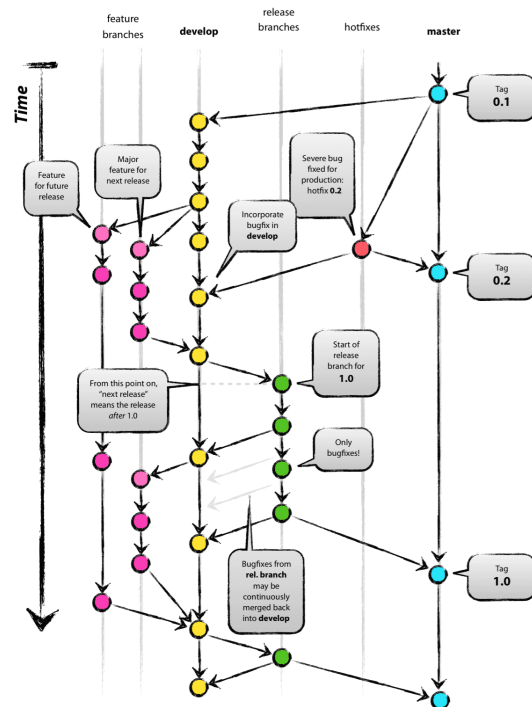 feature
branches
develop
release
branches
hotfixes
master
Time
Tag
0.1
Feature
for future
release
Major
feature for
next release
Severe bug
fixed for
production:
hotfix 0.2
Incorporate
bugfix in
develop
Tag
0.2
Start of
release
branch for
1.0
From this point on,
“next release”
means the release
after 1.0
Only
bugfixes!
Bugfixes from
rel. branch
may be
continuously
merged back
into develop
Tag
1.0